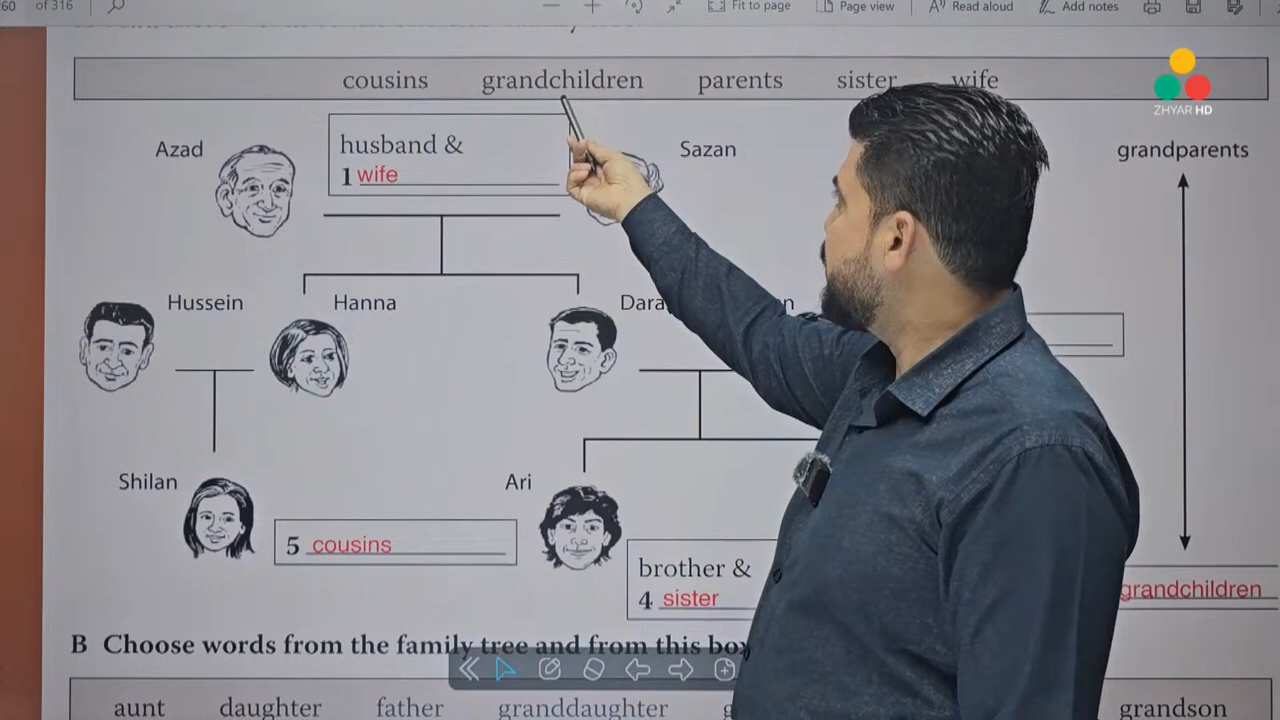 60 of 316 Fit to page Page view Read aloud Add notes
cousins grandchildren parents sister wife
ZHYAR HD
Azad husband & Sazan grandparents
1 wife
Hussein Hanna
Shilan Ari
5 cousins
brother &
4 sister
grandchildren
B Choose words from the family tree and from this box
aunt daughter father granddaughter grandson